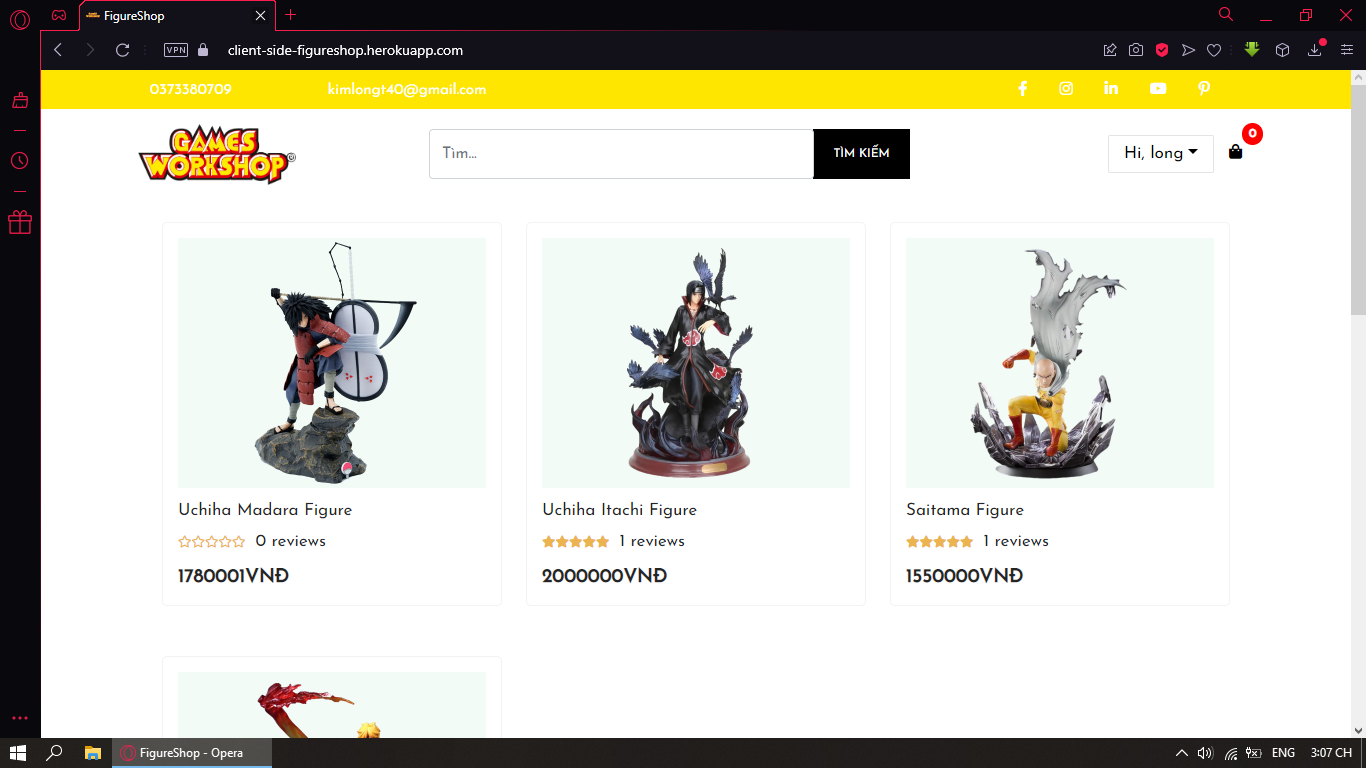 FigureShop
VPN
client-side-figureshop.herokuapp.com
0373380709
kimlongt40@gmail.com
GAMES
WORKSHOP
Tìm...
TÌM KIẾM
Hi, long
0
Uchiha Madara Figure
0 reviews
1780001VNĐ
Uchiha Itachi Figure
1 reviews
2000000VNĐ
Saitama Figure
1 reviews
1550000VNĐ
FigureShop - Opera
ENG
3:07 CH